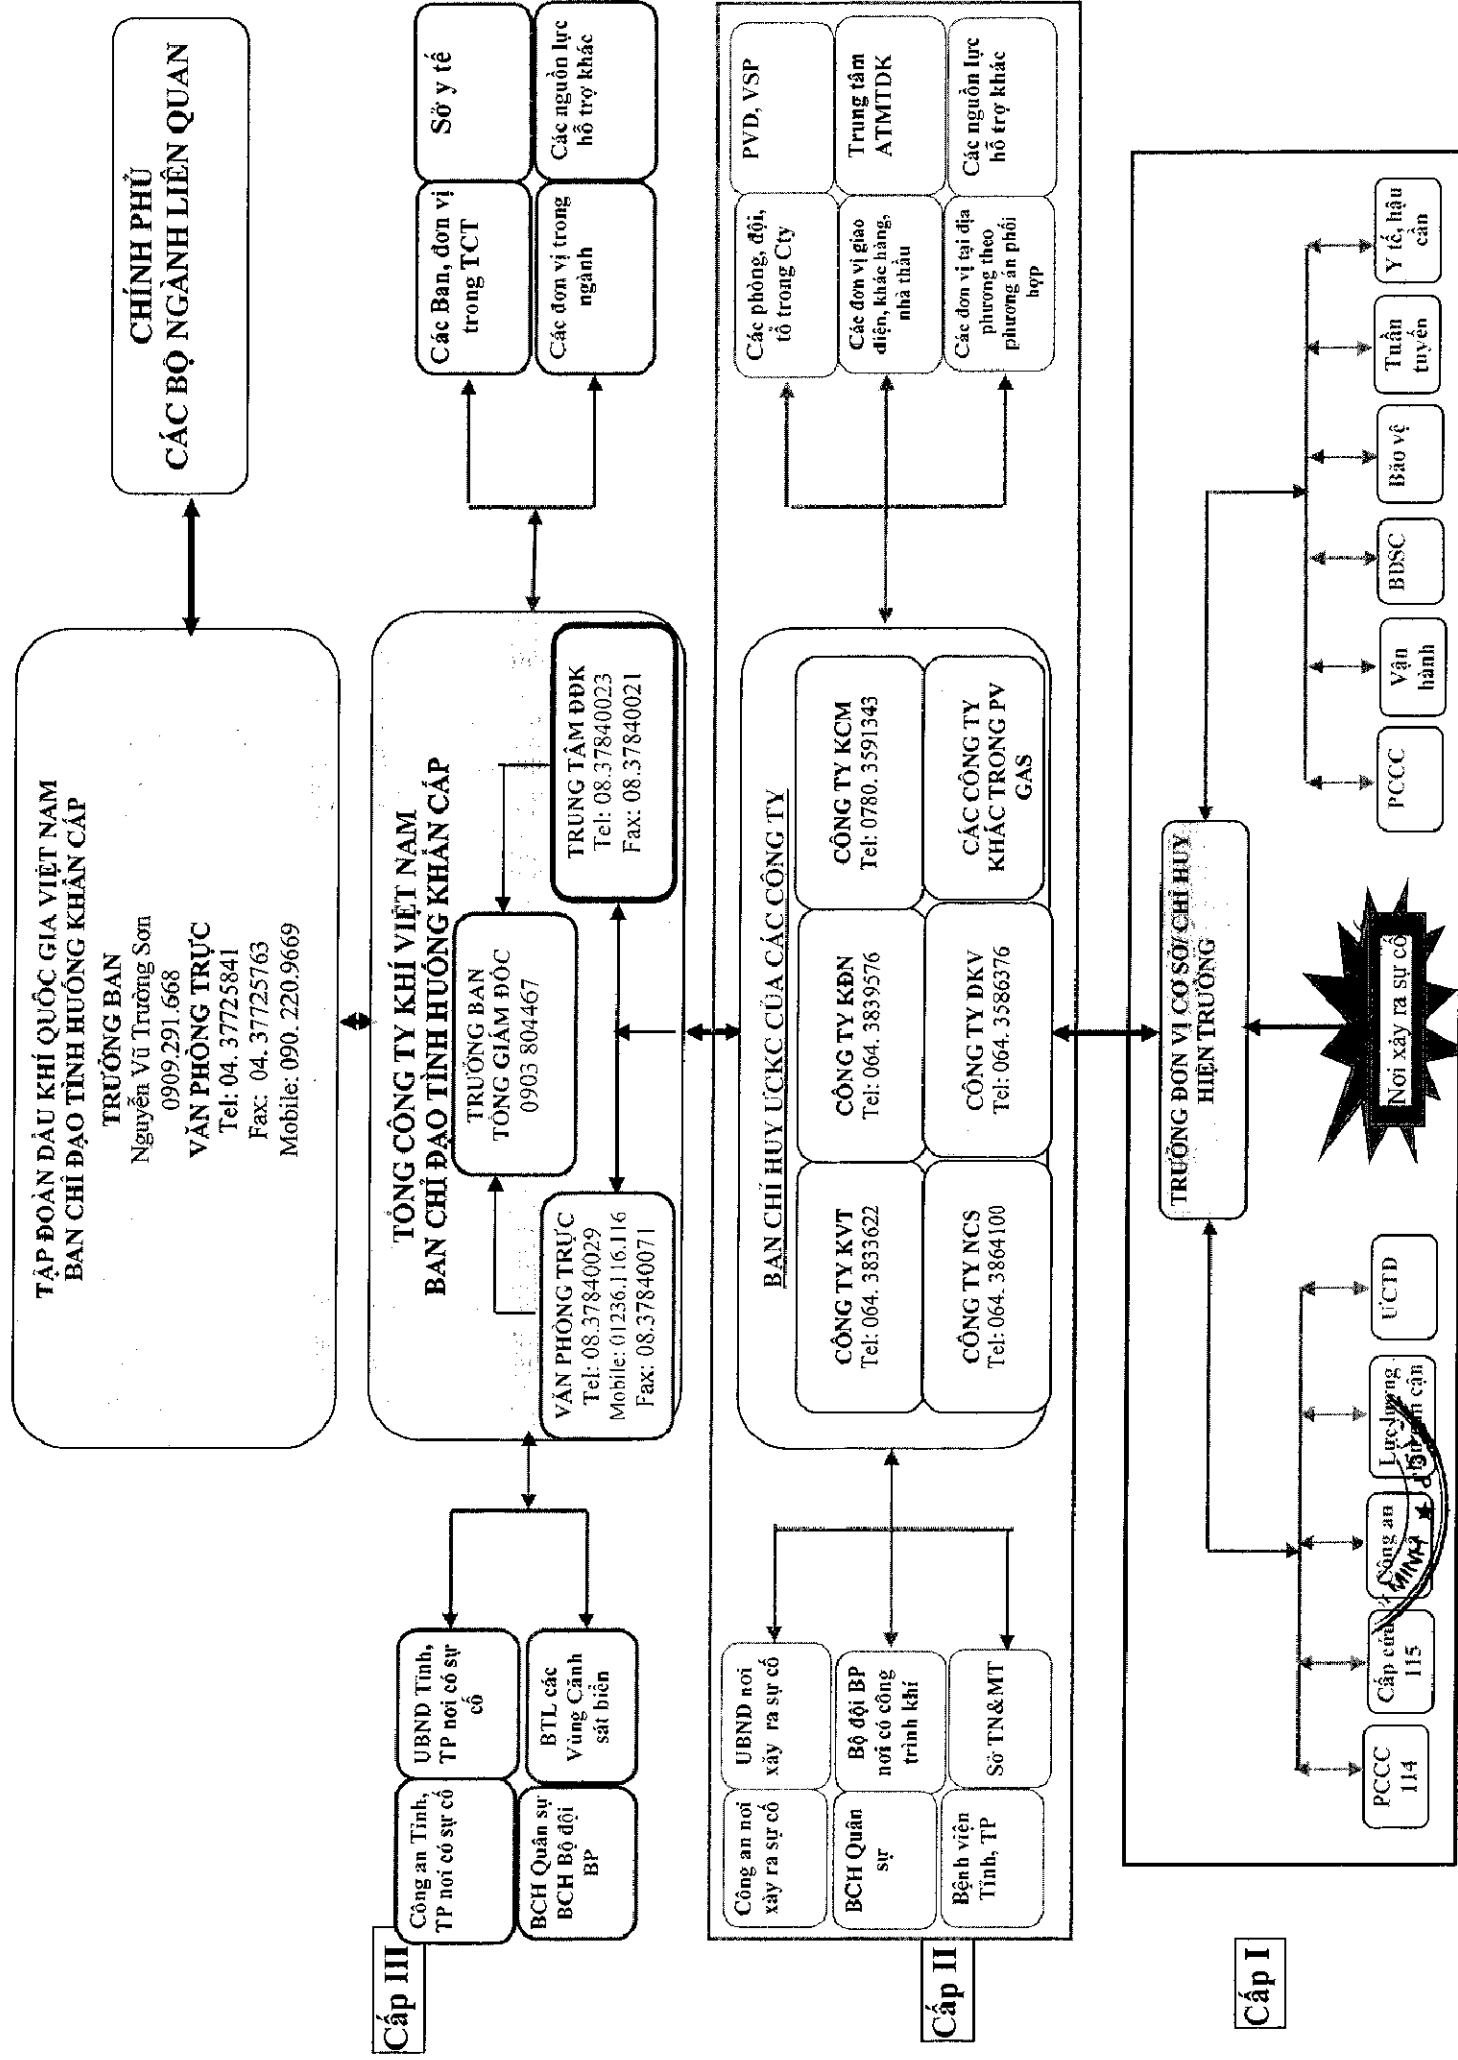 CHÍNH PHỦ
CÁC BỘ NGÀNH LIÊN QUAN
TẬP ĐOÀN DẦU KHÍ QUỐC GIA VIỆT NAM
BAN CHỈ ĐẠO TÌNH HUỐNG KHẨN CẤP
TRƯỞNG BAN
Nguyễn Vũ Trường Sơn
0909.291.668
VĂN PHÒNG TRỰC
Tel: 04. 37725841
Fax: 04. 37725763
Mobile: 090. 220.9669
Cấp III
Công an Tỉnh,
TP nơi có sự cố
UBND Tỉnh,
TP nơi có sự
cố
BCH Quân sự
BCH Bộ đội
BP
BTL các
Vùng Cảnh
sát biển
TỔNG CÔNG TY KHÍ VIỆT NAM
BAN CHỈ ĐẠO TÌNH HUỐNG KHẨN CẤP
TRƯỞNG BAN
TỔNG GIÁM ĐỐC
0903 804467
VĂN PHÒNG TRỰC
Tel: 08.37840029
Mobile: 01236.116.116
Fax: 08.37840071
TRUNG TÂM ĐĐK
Tel: 08.37840023
Fax: 08.37840021
Các Ban, đơn vị
trong TCT
Sở y tế
Các đơn vị trong
ngành
Các nguồn lực
hỗ trợ khác
Cấp II
Công an nơi
xảy ra sự cố
UBND nơi
xảy ra sự cố
BCH Quân
sự
Bộ đội BP
nơi có công
trình khí
Bệnh viện
Tỉnh, TP
Sở TN&MT
BAN CHỈ HUY ƯCKC CỦA CÁC CÔNG TY
CÔNG TY KVT
Tel: 064. 3833622
CÔNG TY KĐN
Tel: 064. 3839576
CÔNG TY KCM
Tel: 0780. 3591343
CÔNG TY NCS
Tel: 064. 3864100
CÔNG TY DKV
Tel: 064. 3586376
CÁC CÔNG TY
KHÁC TRONG PV
GAS
Các phòng, đội,
tổ trong Cty
PVD, VSP
Các đơn vị giao
diện, khác hàng,
nhà thầu
Trung tâm
ATMTDK
Các đơn vị tại địa
phương theo
phương án phối
hợp
Các nguồn lực
hỗ trợ khác
Cấp I
TRƯỞNG ĐƠN VỊ CƠ SỞ/ CHỈ HUY
HIỆN TRƯỜNG
PCCC
114
Cấp cứu
115
Công an
Lực lượng
cận
ƯCTD
Nơi xảy ra sự cố
PCCC
Vận
hành
BDSC
Bảo vệ
Tuần
tuyến
Y tế, hậu
cần
MINH